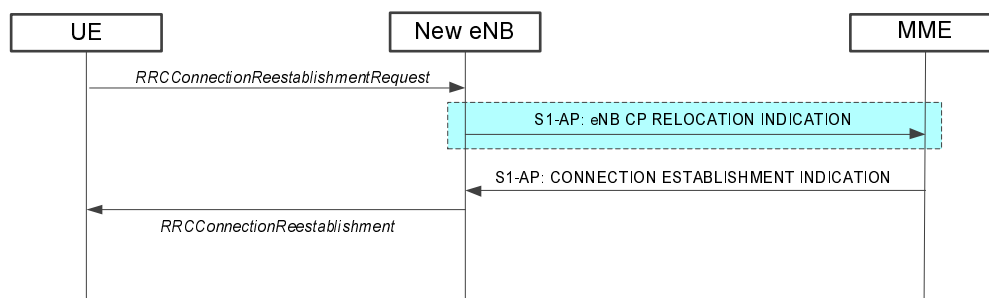 UE
New eNB
MME
RRCConnectionReestablishmentRequest
S1-AP: eNB CP RELOCATION INDICATION
S1-AP: CONNECTION ESTABLISHMENT INDICATION
RRCConnectionReestablishment